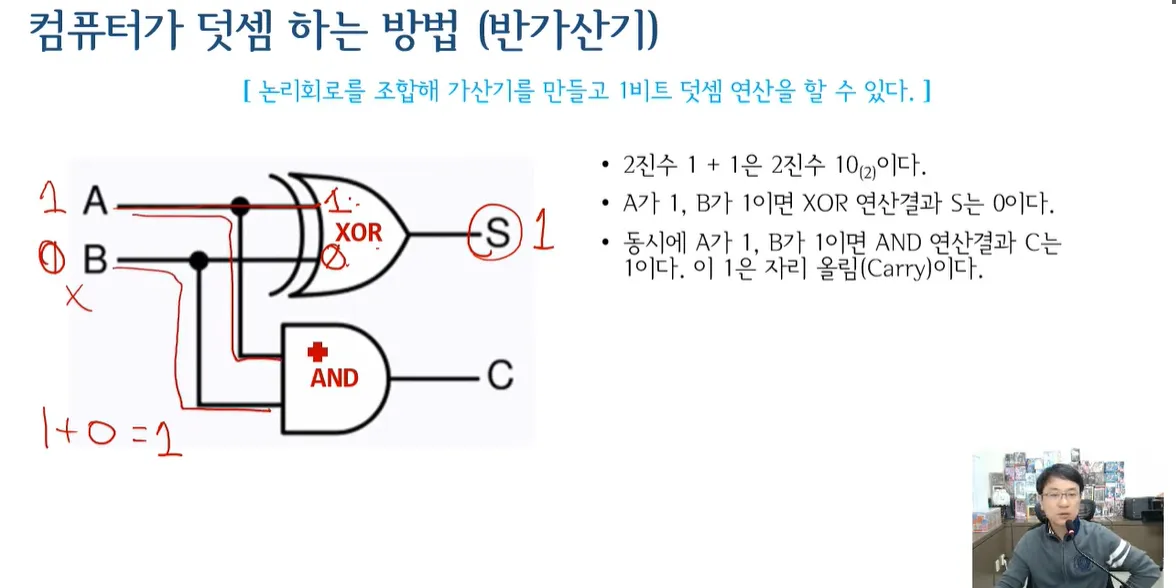 컴퓨터가 덧셈 하는 방법 (반가산기)
[ 논리회로를 조합해 가산기를 만들고 1비트 덧셈 연산을 할 수 있다. ]
• 2진수 1 + 1은 2진수 10(2)이다.
• A가 1, B가 1이면 XOR 연산결과 S는 0이다.
• 동시에 A가 1, B가 1이면 AND 연산결과 C는
1이다. 이 1은 자리 올림(Carry)이다.
1 A 1 XOR S 1
0 B 0
X
AND C
1+0=1